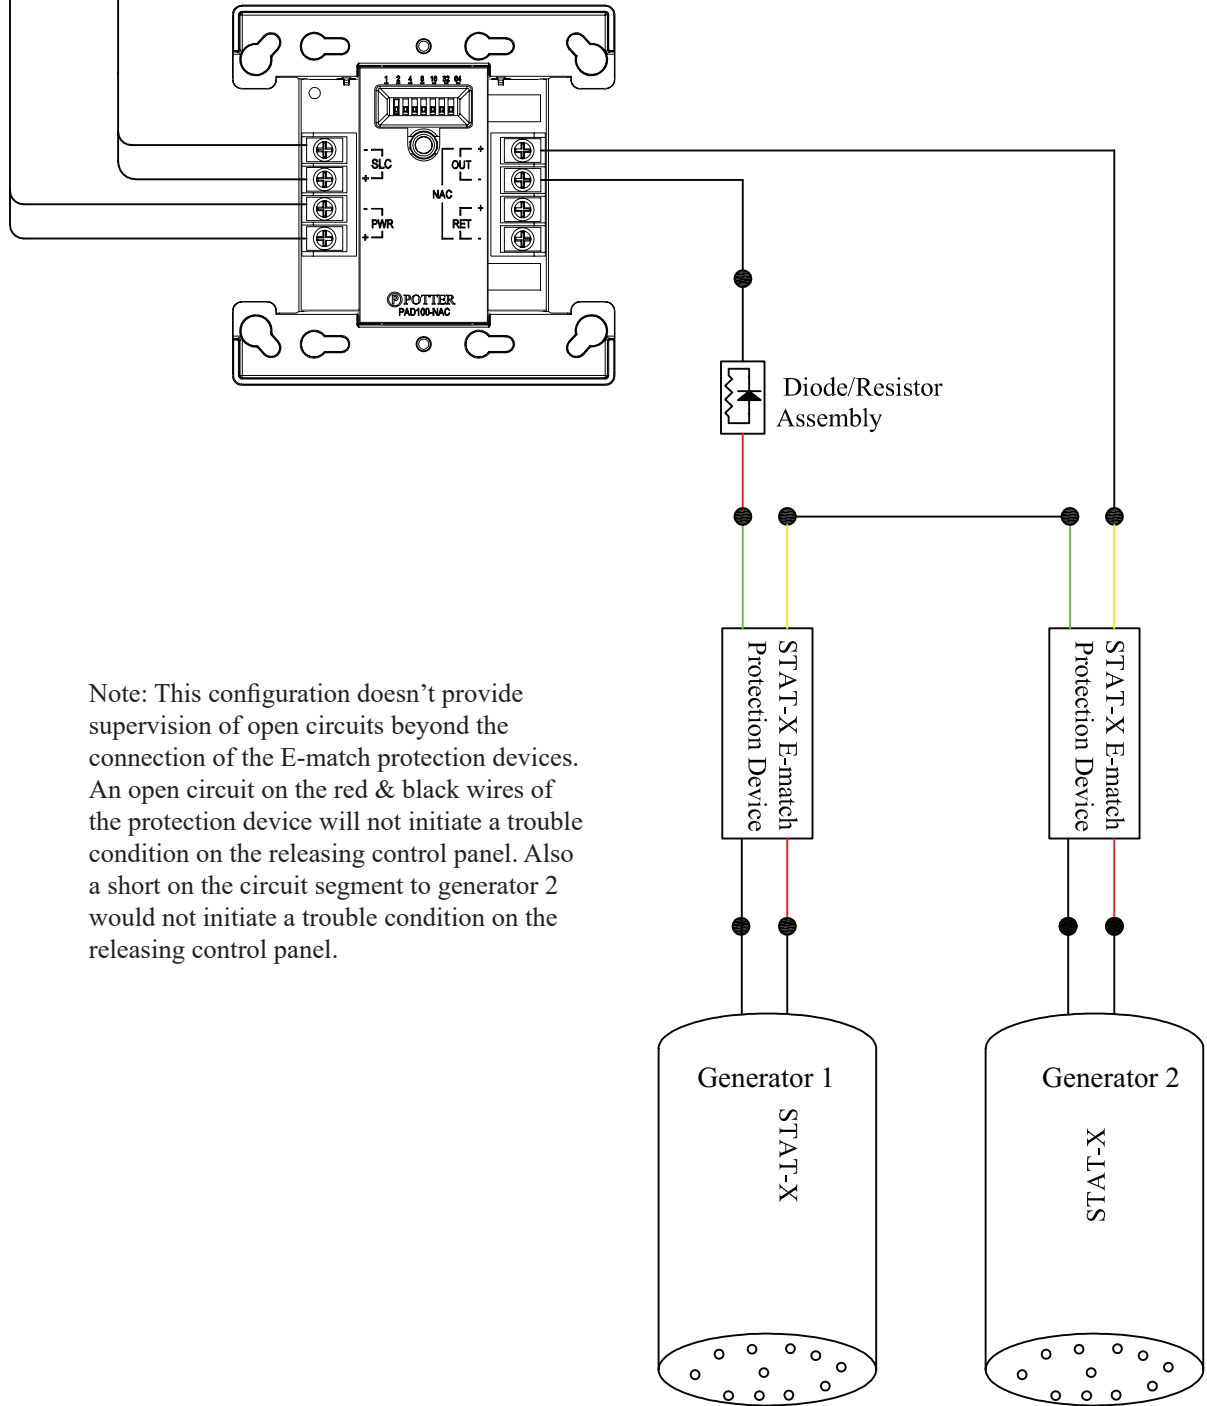 1 2 4 8 16 32 64
- SLC +
- PWR +
+ OUT -
NAC
+ RET -
P POTTER
PAD100-NAC
Diode/Resistor
Assembly
STAT-X E-match
Protection Device
STAT-X E-match
Protection Device
Note: This configuration doesn’t provide
supervision of open circuits beyond the
connection of the E-match protection devices.
An open circuit on the red & black wires of
the protection device will not initiate a trouble
condition on the releasing control panel. Also
a short on the circuit segment to generator 2
would not initiate a trouble condition on the
releasing control panel.
Generator 1
STAT-X
Generator 2
STAT-X